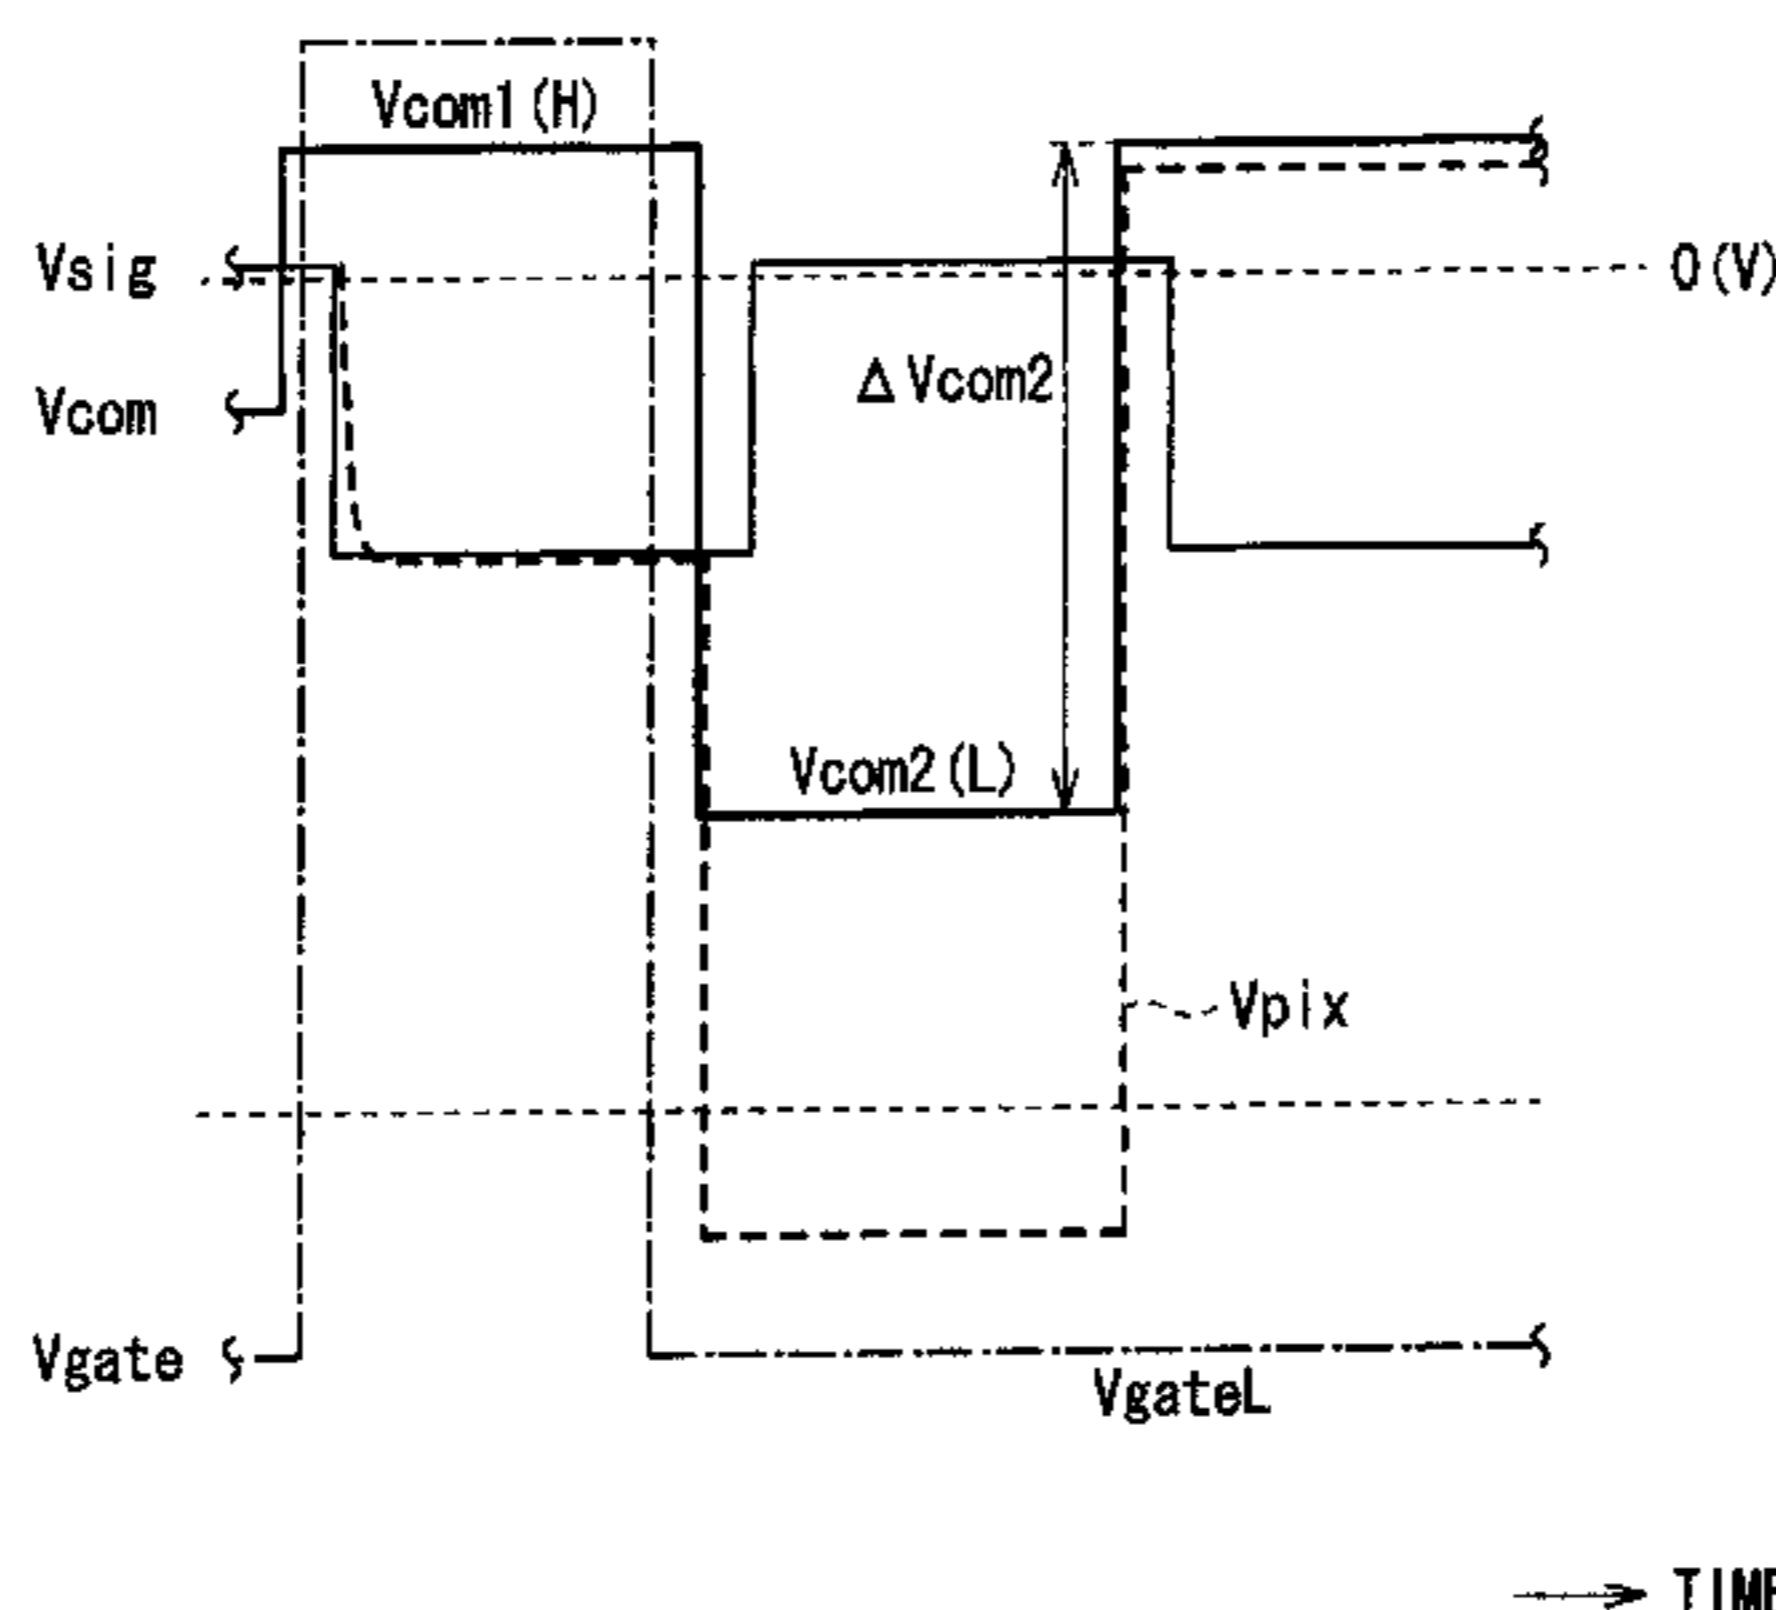 Vcom1(H)
Vsig
0(V)
ΔVcom2
Vcom
Vcom2(L)
Vpix
Vgate
VgateL
TIME